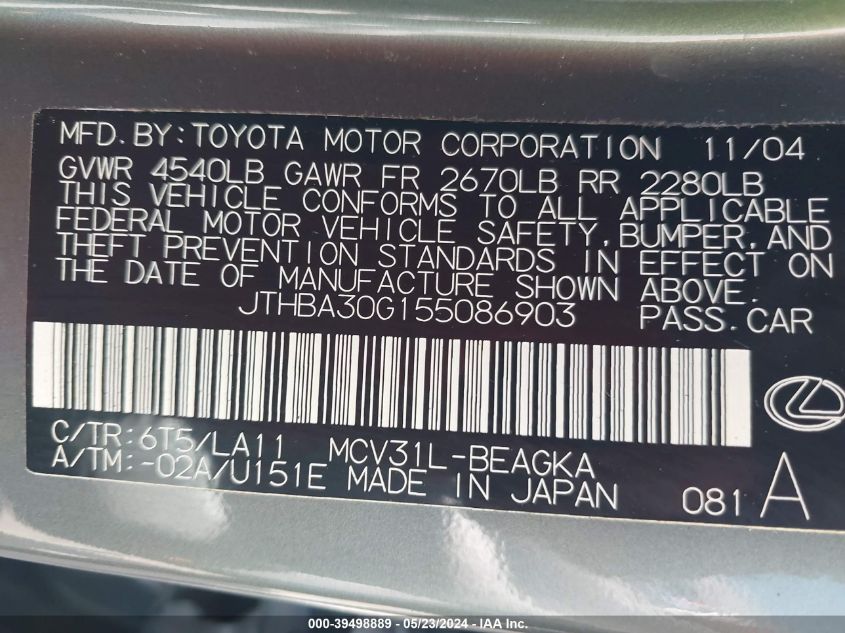 MFD. BY: TOYOTA MOTOR CORPORATION 11/04
GVWR 4540LB GAWR FR 2670LB RR 2280LB
THIS VEHICLE CONFORMS TO ALL APPLICABLE
FEDERAL MOTOR VEHICLE SAFETY, BUMPER, AND
THEFT PREVENTION STANDARDS IN EFFECT ON
THE DATE OF MANUFACTURE SHOWN ABOVE.
JTHBA30G155086903 PASS. CAR
C/TR: 6T5/LA11 MCV31L-BEAGKA
A/TM: -02A/U151E MADE IN JAPAN 081 A
000-39498889 - 05/23/2024 - IAA Inc.